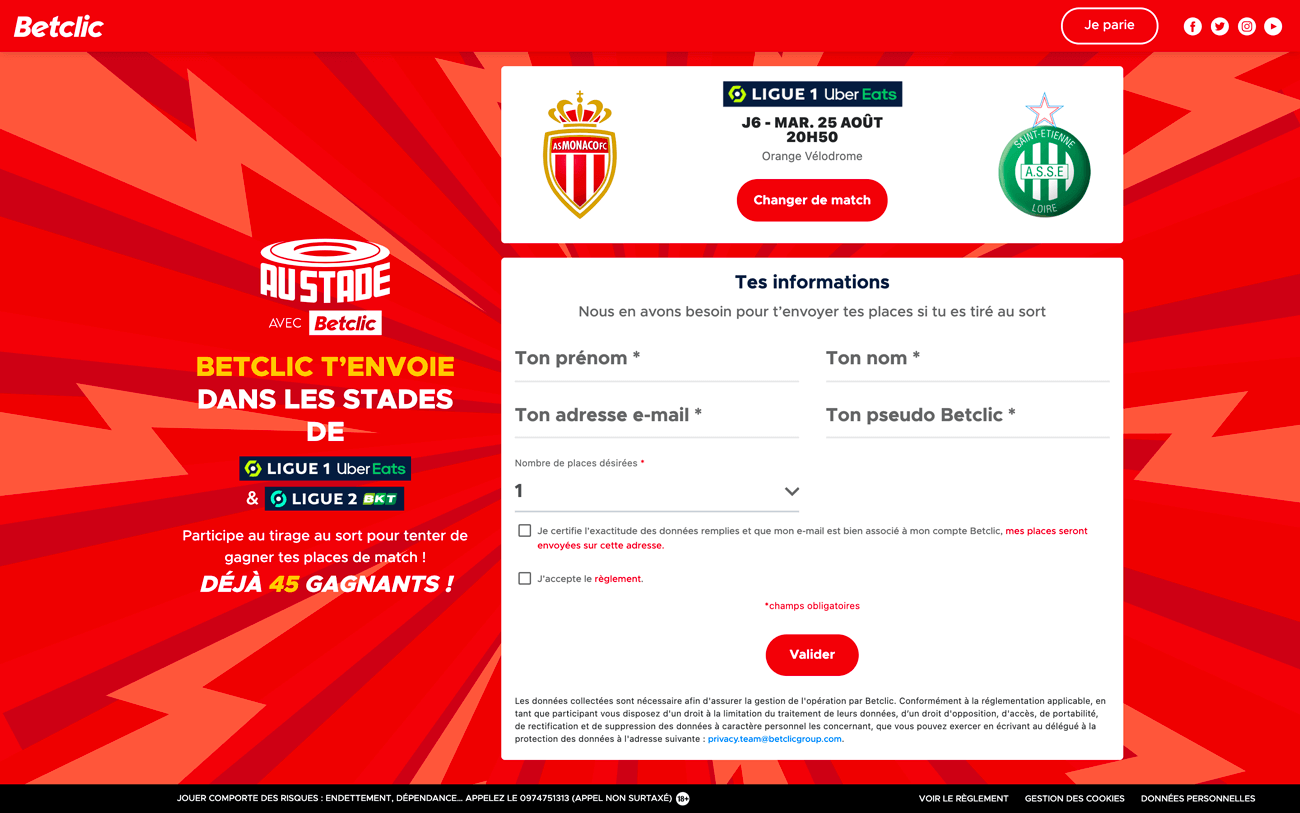 Betclic
Je parie
AU STADE
AVEC Betclic
BETCLIC T'ENVOIE
DANS LES STADES
DE
LIGUE 1 Uber Eats
& LIGUE 2 BKT
Participe au tirage au sort pour tenter de
gagner tes places de match !
DÉJÀ 45 GAGNANTS !
AS MONACO FC
LIGUE 1 Uber Eats
J6 - MAR. 25 AOÛT
20H50
Orange Vélodrome
Changer de match
SAINT-ETIENNE
A.S.S.E
LOIRE
Tes informations
Nous en avons besoin pour t'envoyer tes places si tu es tiré au sort
Ton prénom *
Ton nom *
Ton adresse e-mail *
Ton pseudo Betclic *
Nombre de places désirées *
1
Je certifie l'exactitude des données remplies et que mon e-mail est bien associé à mon compte Betclic, mes places seront
envoyées sur cette adresse.
J'accepte le règlement.
*champs obligatoires
Valider
Les données collectées sont nécessaire afin d'assurer la gestion de l'opération par Betclic. Conformément à la réglementation applicable, en
tant que participant vous disposez d'un droit à la limitation du traitement de leurs données, d'un droit d'opposition, d'accès, de portabilité,
de rectification et de suppression des données à caractère personnel les concernant, que vous pouvez exercer en écrivant au délégué à la
protection des données à l'adresse suivante : privacy.team@betclicgroup.com.
JOUER COMPORTE DES RISQUES : ENDETTEMENT, DÉPENDANCE... APPELEZ LE 0974751313 (APPEL NON SURTAXÉ) 18+
VOIR LE RÈGLEMENT
GESTION DES COOKIES
DONNÉES PERSONNELLES